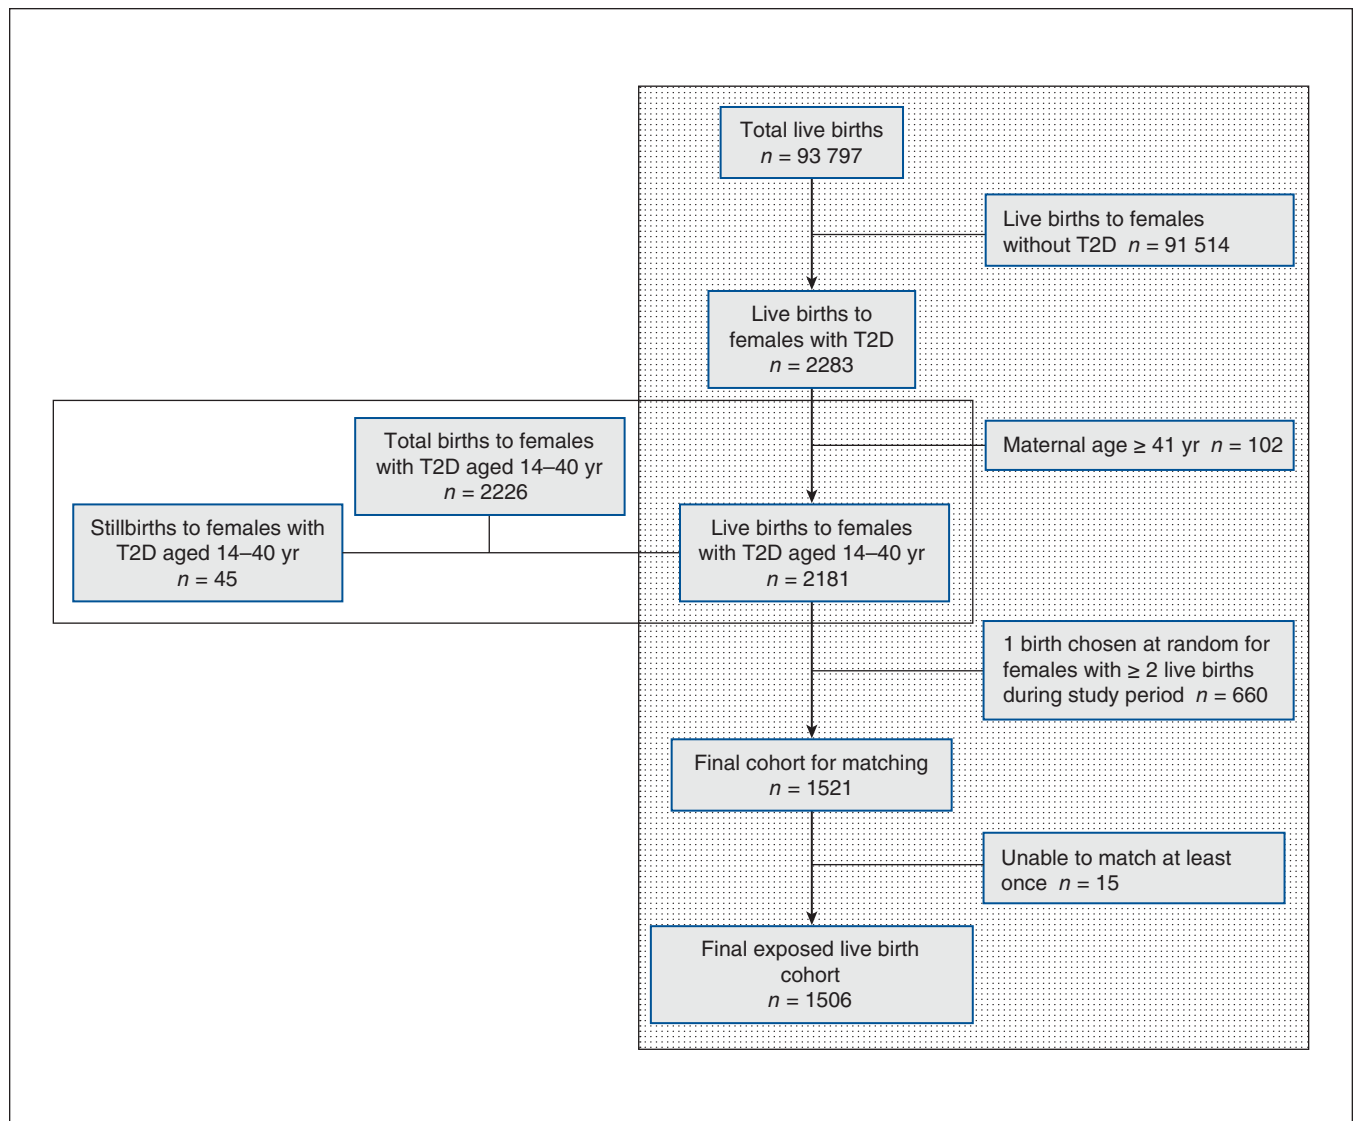 Total live births
n = 93 797
Live births to females
without T2D n = 91 514
Live births to
females with T2D
n = 2283
Maternal age ≥ 41 yr n = 102
Total births to females
with T2D aged 14–40 yr
n = 2226
Stillbirths to females with
T2D aged 14–40 yr
n = 45
Live births to females
with T2D aged 14–40 yr
n = 2181
1 birth chosen at random for
females with ≥ 2 live births
during study period n = 660
Final cohort for matching
n = 1521
Unable to match at least
once n = 15
Final exposed live birth
cohort
n = 1506